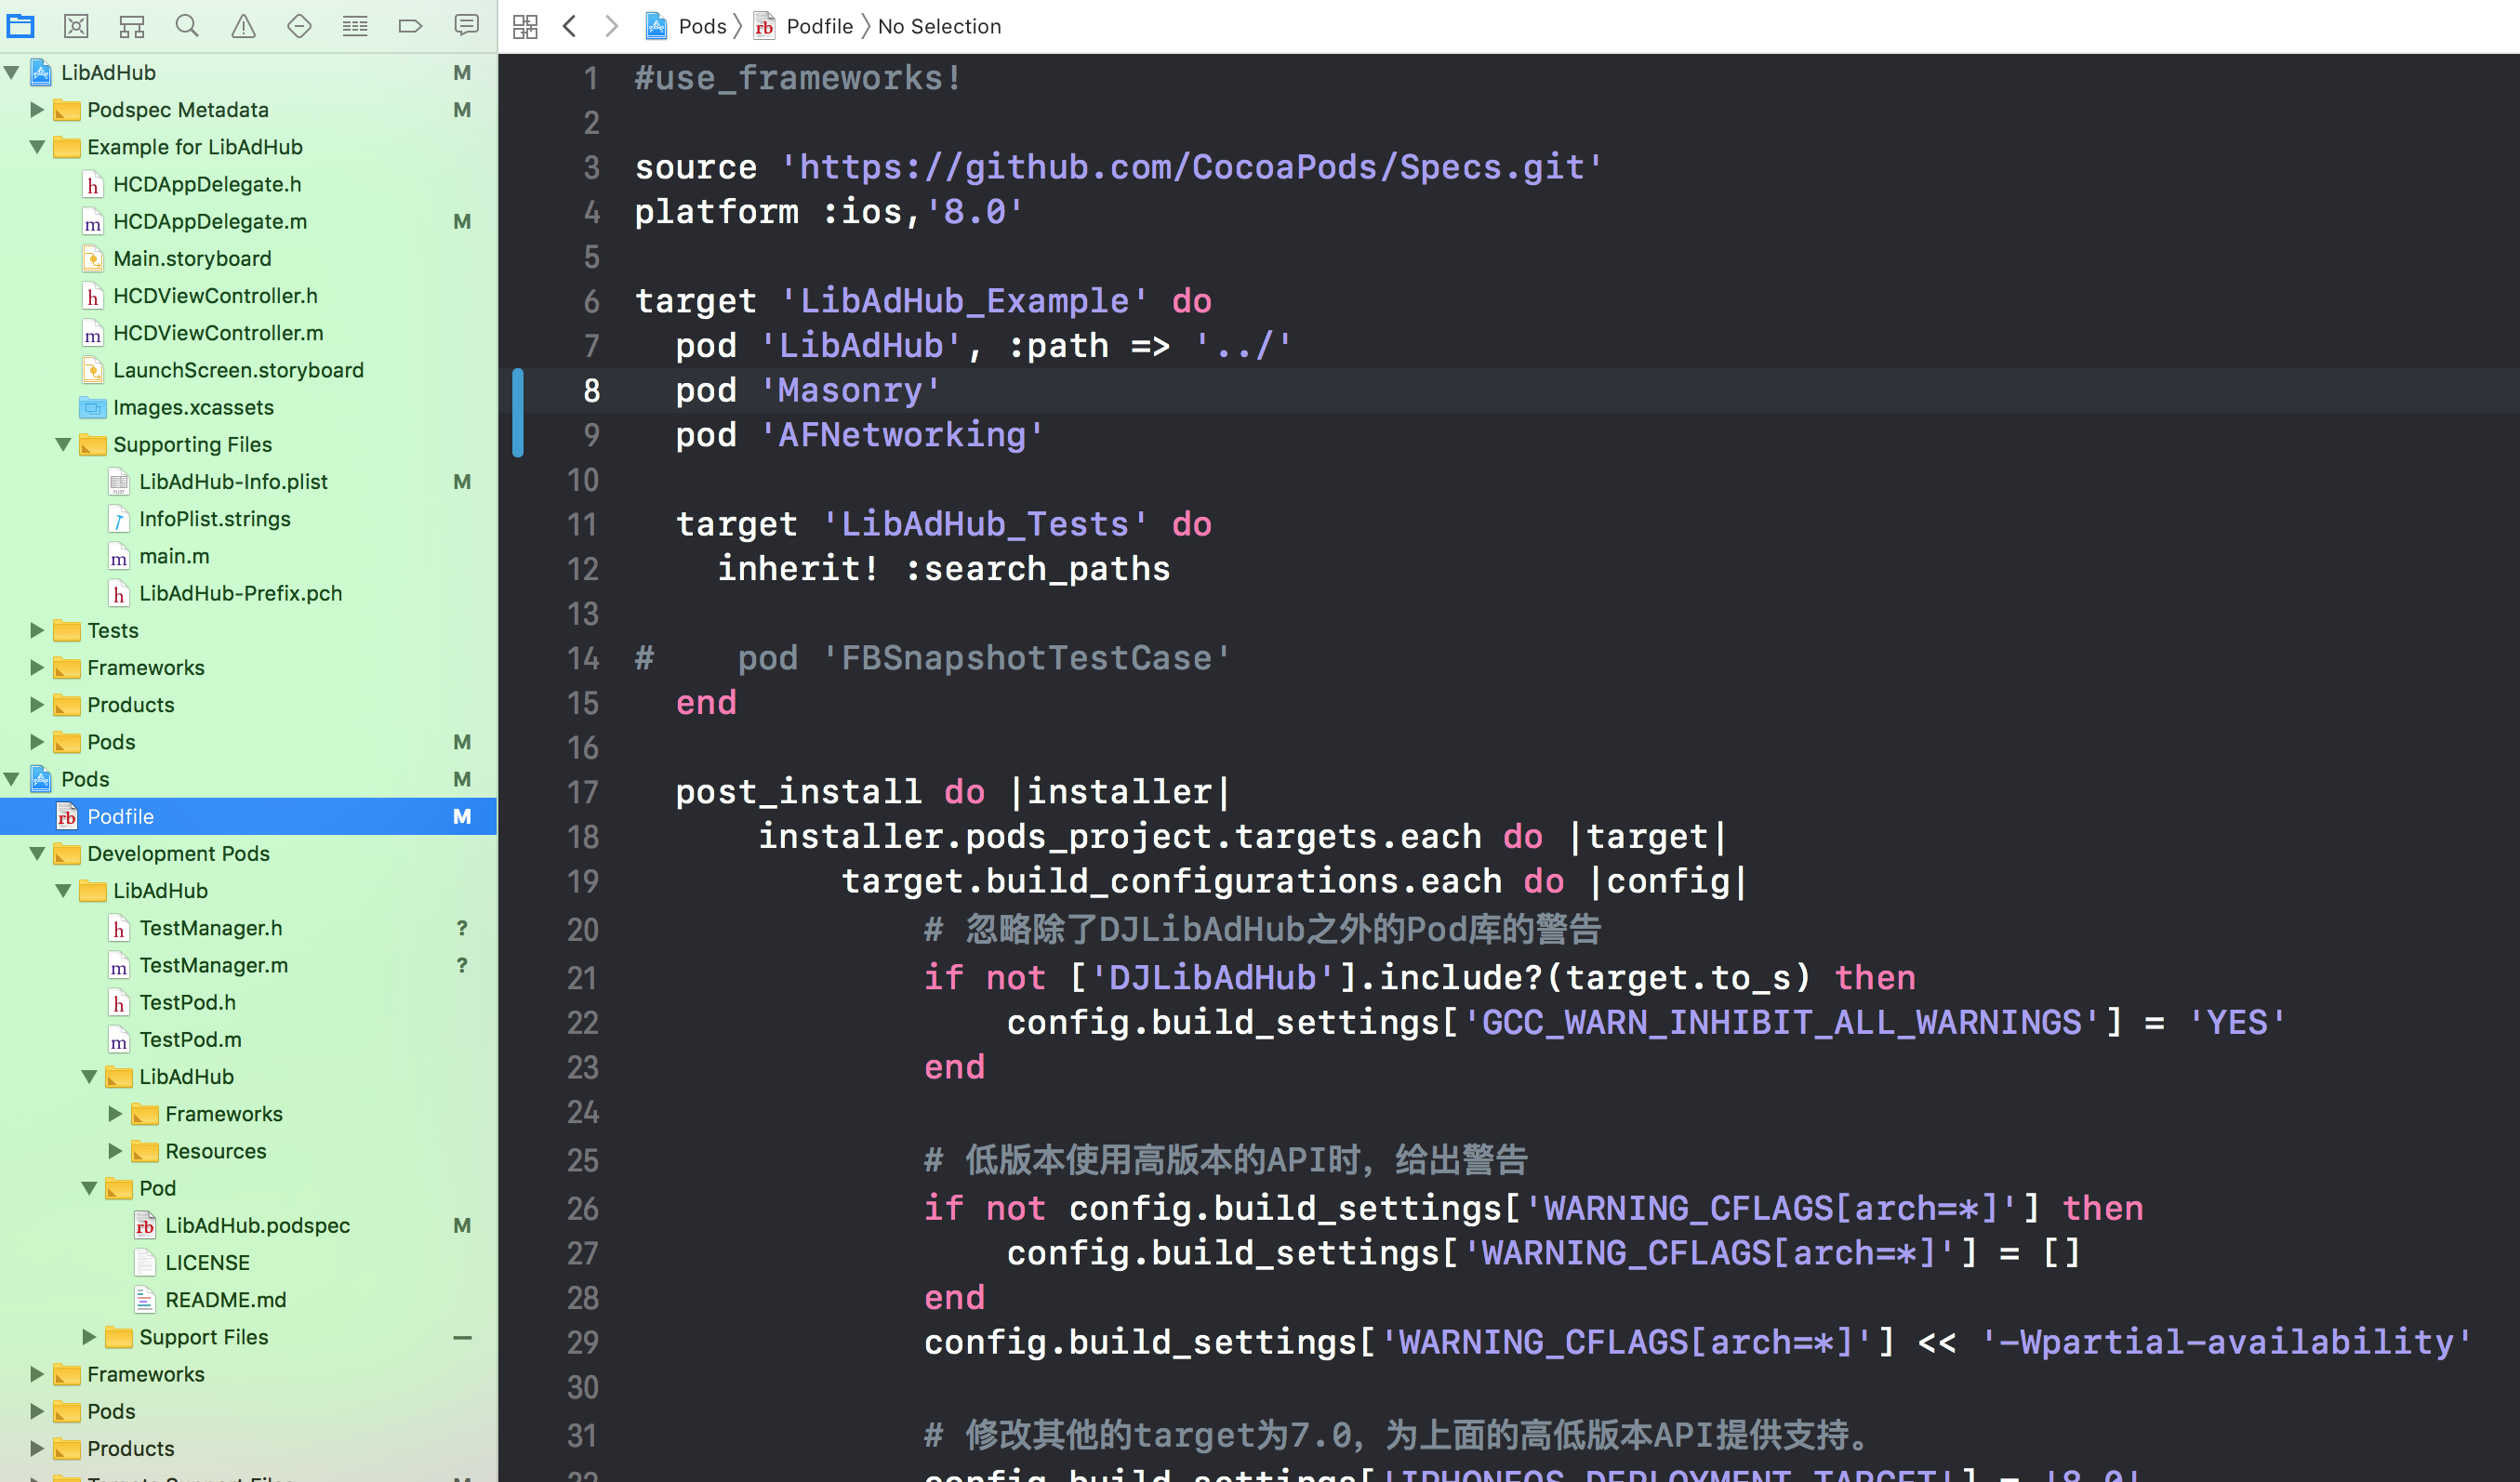 Pods Podfile No Selection
LibAdHub M
Podspec Metadata M
Example for LibAdHub
h HCDAppDelegate.h
m HCDAppDelegate.m M
Main.storyboard
h HCDViewController.h
m HCDViewController.m
LaunchScreen.storyboard
Images.xcassets
Supporting Files
LibAdHub-Info.plist M
InfoPlist.strings
m main.m
h LibAdHub-Prefix.pch
Tests
Frameworks
Products
Pods M
Pods M
rb Podfile M
Development Pods
LibAdHub
h TestManager.h ?
m TestManager.m ?
h TestPod.h
m TestPod.m
LibAdHub
Frameworks
Resources
Pod
rb LibAdHub.podspec M
LICENSE
README.md
Support Files —
Frameworks
Pods
Products
Targets Support Files M
1 #use_frameworks!
2
3 source 'https://github.com/CocoaPods/Specs.git'
4 platform :ios,'8.0'
5
6 target 'LibAdHub_Example' do
7 pod 'LibAdHub', :path => '../'
8 pod 'Masonry'
9 pod 'AFNetworking'
10
11 target 'LibAdHub_Tests' do
12 inherit! :search_paths
13
14 # pod 'FBSnapshotTestCase'
15 end
16
17 post_install do |installer|
18 installer.pods_project.targets.each do |target|
19 target.build_configurations.each do |config|
20 # 忽略除了DJLibAdHub之外的Pod库的警告
21 if not ['DJLibAdHub'].include?(target.to_s) then
22 config.build_settings['GCC_WARN_INHIBIT_ALL_WARNINGS'] = 'YES'
23 end
24
25 # 低版本使用高版本的API时，给出警告
26 if not config.build_settings['WARNING_CFLAGS[arch=*]'] then
27 config.build_settings['WARNING_CFLAGS[arch=*]'] = []
28 end
29 config.build_settings['WARNING_CFLAGS[arch=*]'] << '-Wpartial-availability'
30
31 # 修改其他的target为7.0，为上面的高低版本API提供支持。
32 config.build_settings['IPHONEOS_DEPLOYMENT_TARGET'] = '8.0'